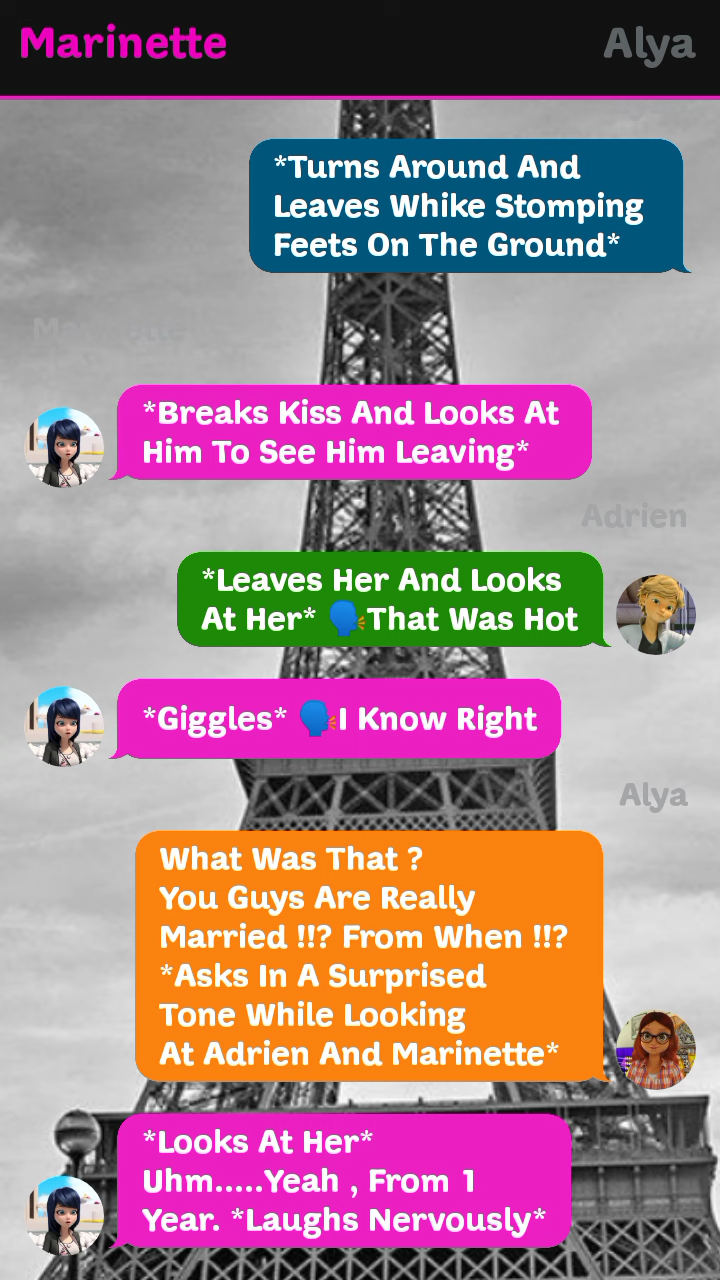 Marinette
Alya
*Turns Around And
Leaves Whike Stomping
Feets On The Ground*
*Breaks Kiss And Looks At
Him To See Him Leaving*
Adrien
*Leaves Her And Looks
At Her* 🗣️That Was Hot
*Giggles* 🗣️I Know Right
Alya
What Was That ?
You Guys Are Really
Married !!? From When !!?
*Asks In A Surprised
Tone While Looking
At Adrien And Marinette*
*Looks At Her*
Uhm.....Yeah , From 1
Year. *Laughs Nervously*